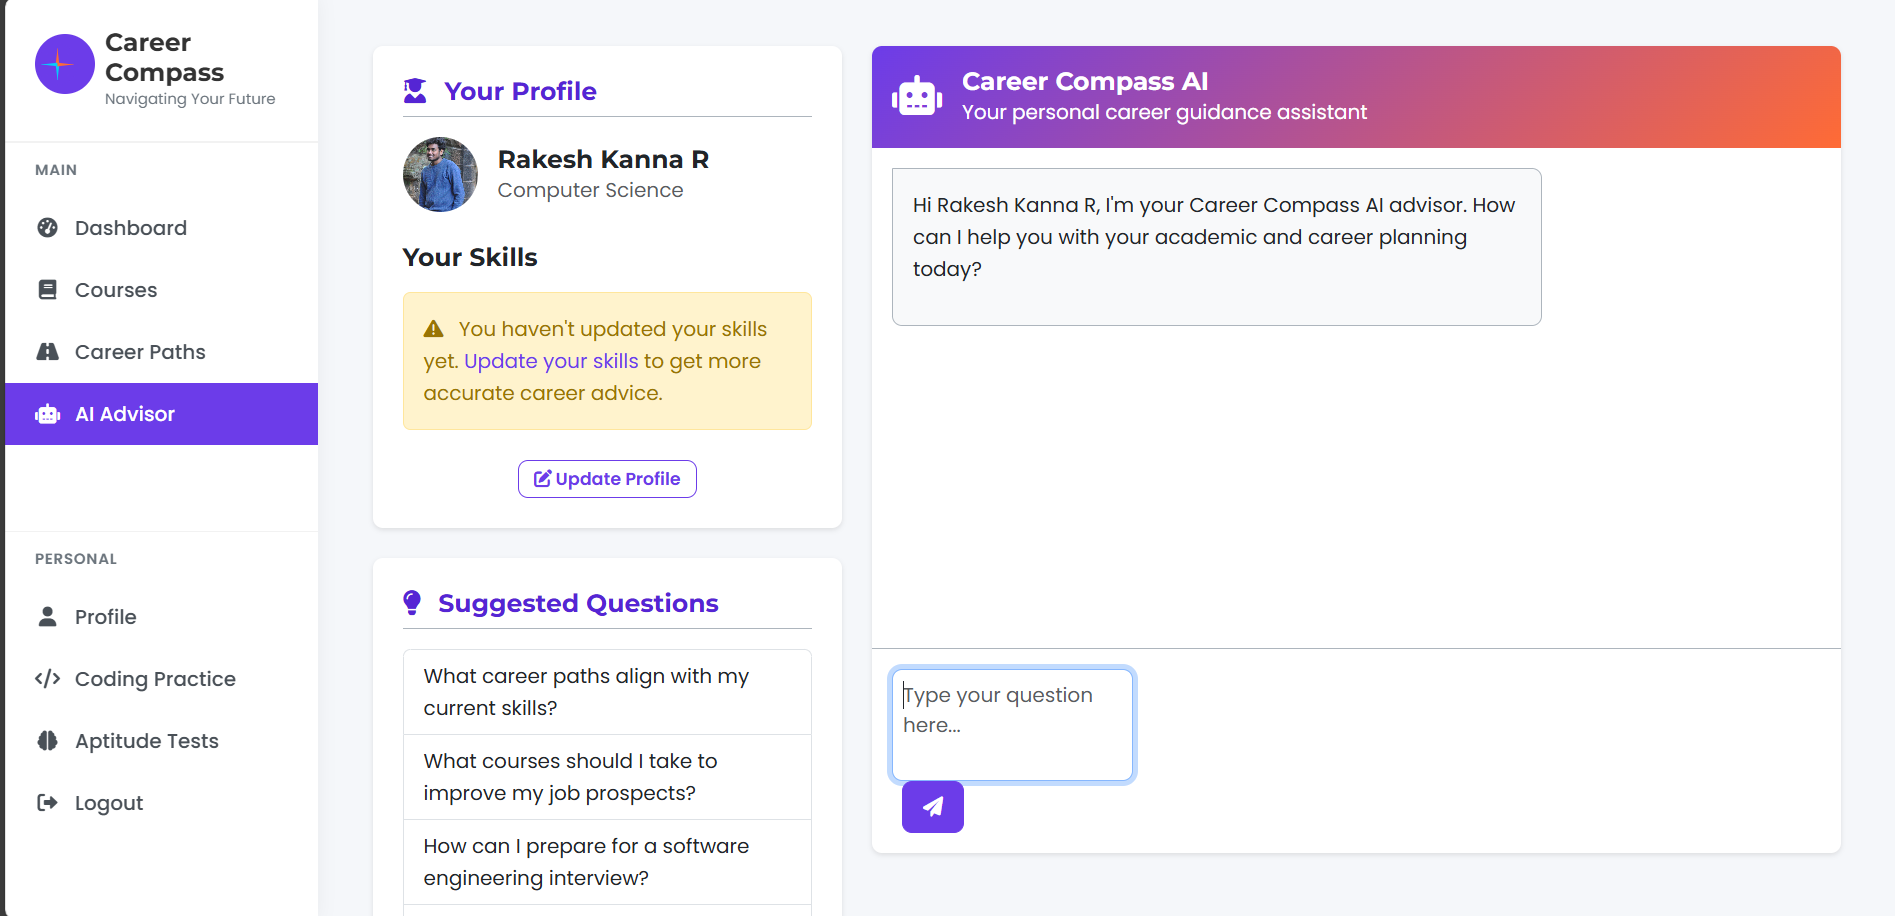 Career
Compass
Navigating Your Future
MAIN
Dashboard
Courses
Career Paths
AI Advisor
PERSONAL
Profile
Coding Practice
Aptitude Tests
Logout
Your Profile
Rakesh Kanna R
Computer Science
Your Skills
You haven't updated your skills
yet. Update your skills to get more
accurate career advice.
Update Profile
Suggested Questions
What career paths align with my
current skills?
What courses should I take to
improve my job prospects?
How can I prepare for a software
engineering interview?
Career Compass AI
Your personal career guidance assistant
Hi Rakesh Kanna R, I'm your Career Compass AI advisor. How
can I help you with your academic and career planning
today?
Type your question
here...